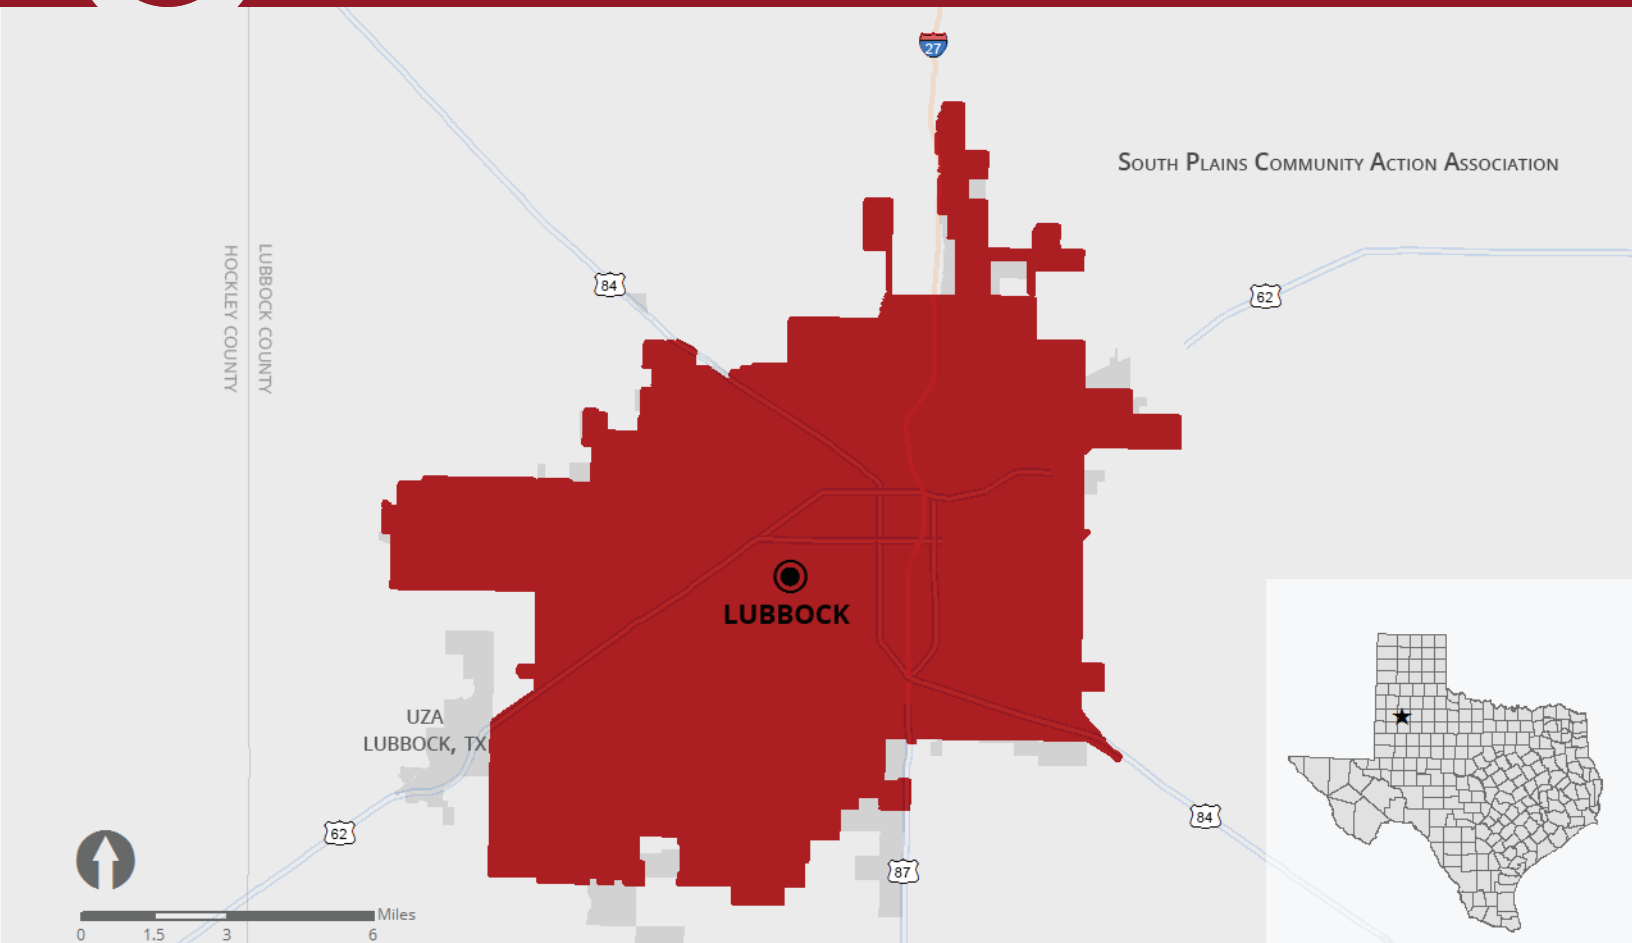 27
SOUTH PLAINS COMMUNITY ACTION ASSOCIATION
HOCKLEY COUNTY
LUBBOCK COUNTY
84
62
LUBBOCK
UZA
LUBBOCK, TX
62
84
87
Miles
0 1.5 3 6